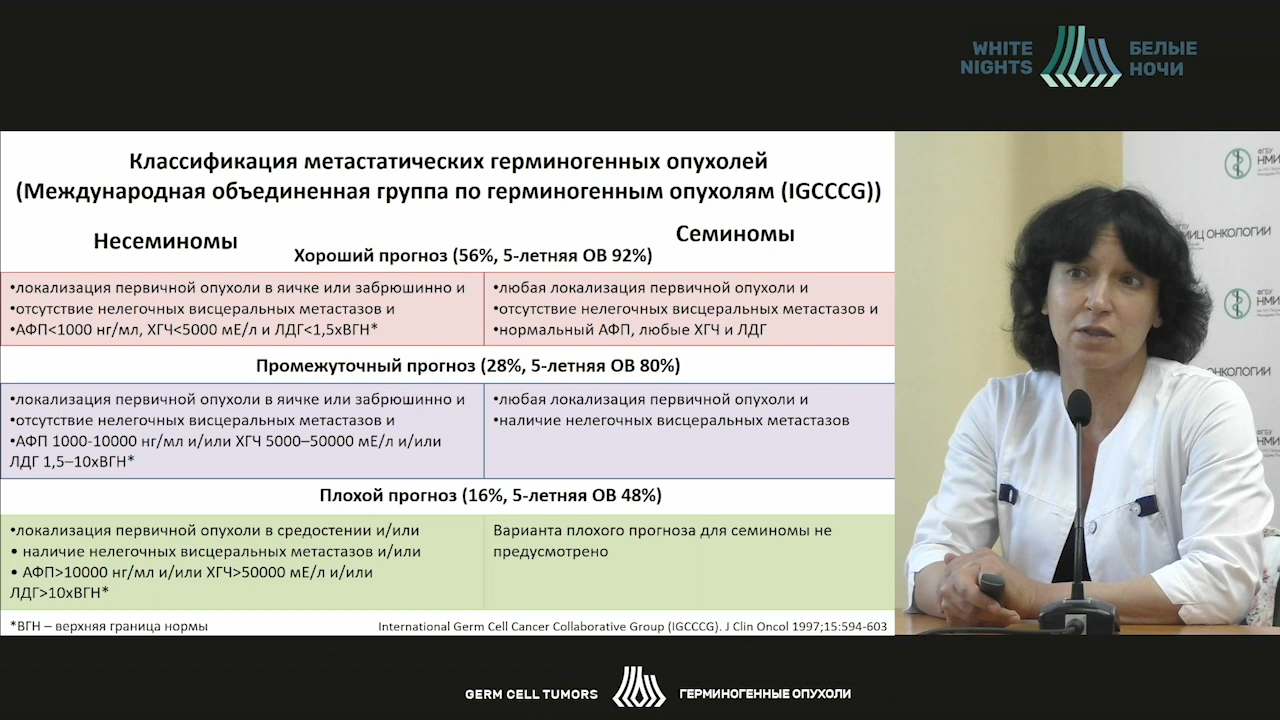 WHITE
NIGHTS
БЕЛЫЕ
НОЧИ
Классификация метастатических герминогенных опухолей
(Международная объединенная группа по герминогенным опухолям (IGCCCG))
Несеминомы
Семиномы
Хороший прогноз (56%, 5-летняя ОВ 92%)
•локализация первичной опухоли в яичке или забрюшинно и
•отсутствие нелегочных висцеральных метастазов и
•АФП<1000 нг/мл, ХГЧ<5000 мЕ/л и ЛДГ<1,5хВГН*
•любая локализация первичной опухоли и
•отсутствие нелегочных висцеральных метастазов и
•нормальный АФП, любые ХГЧ и ЛДГ
Промежуточный прогноз (28%, 5-летняя ОВ 80%)
•локализация первичной опухоли в яичке или забрюшинно и
•отсутствие нелегочных висцеральных метастазов и
•АФП 1000-10000 нг/мл и/или ХГЧ 5000–50000 мЕ/л и/или
ЛДГ 1,5–10хВГН*
•любая локализация первичной опухоли и
•наличие нелегочных висцеральных метастазов
Плохой прогноз (16%, 5-летняя ОВ 48%)
•локализация первичной опухоли в средостении и/или
• наличие нелегочных висцеральных метастазов и/или
• АФП>10000 нг/мл и/или ХГЧ>50000 мЕ/л и/или
ЛДГ>10хВГН*
Варианта плохого прогноза для семиномы не
предусмотрено
*ВГН – верхняя граница нормы
International Germ Cell Cancer Collaborative Group (IGCCCG). J Clin Oncol 1997;15:594-603
ФГБУ
НМИ
МИЦ ОНКОЛОГИИ
ФГБУ
НМИ
ОНКОЛОГИИ
ФГБУ
НМИ
GERM CELL TUMORS
ГЕРМИНОГЕННЫЕ ОПУХОЛИ